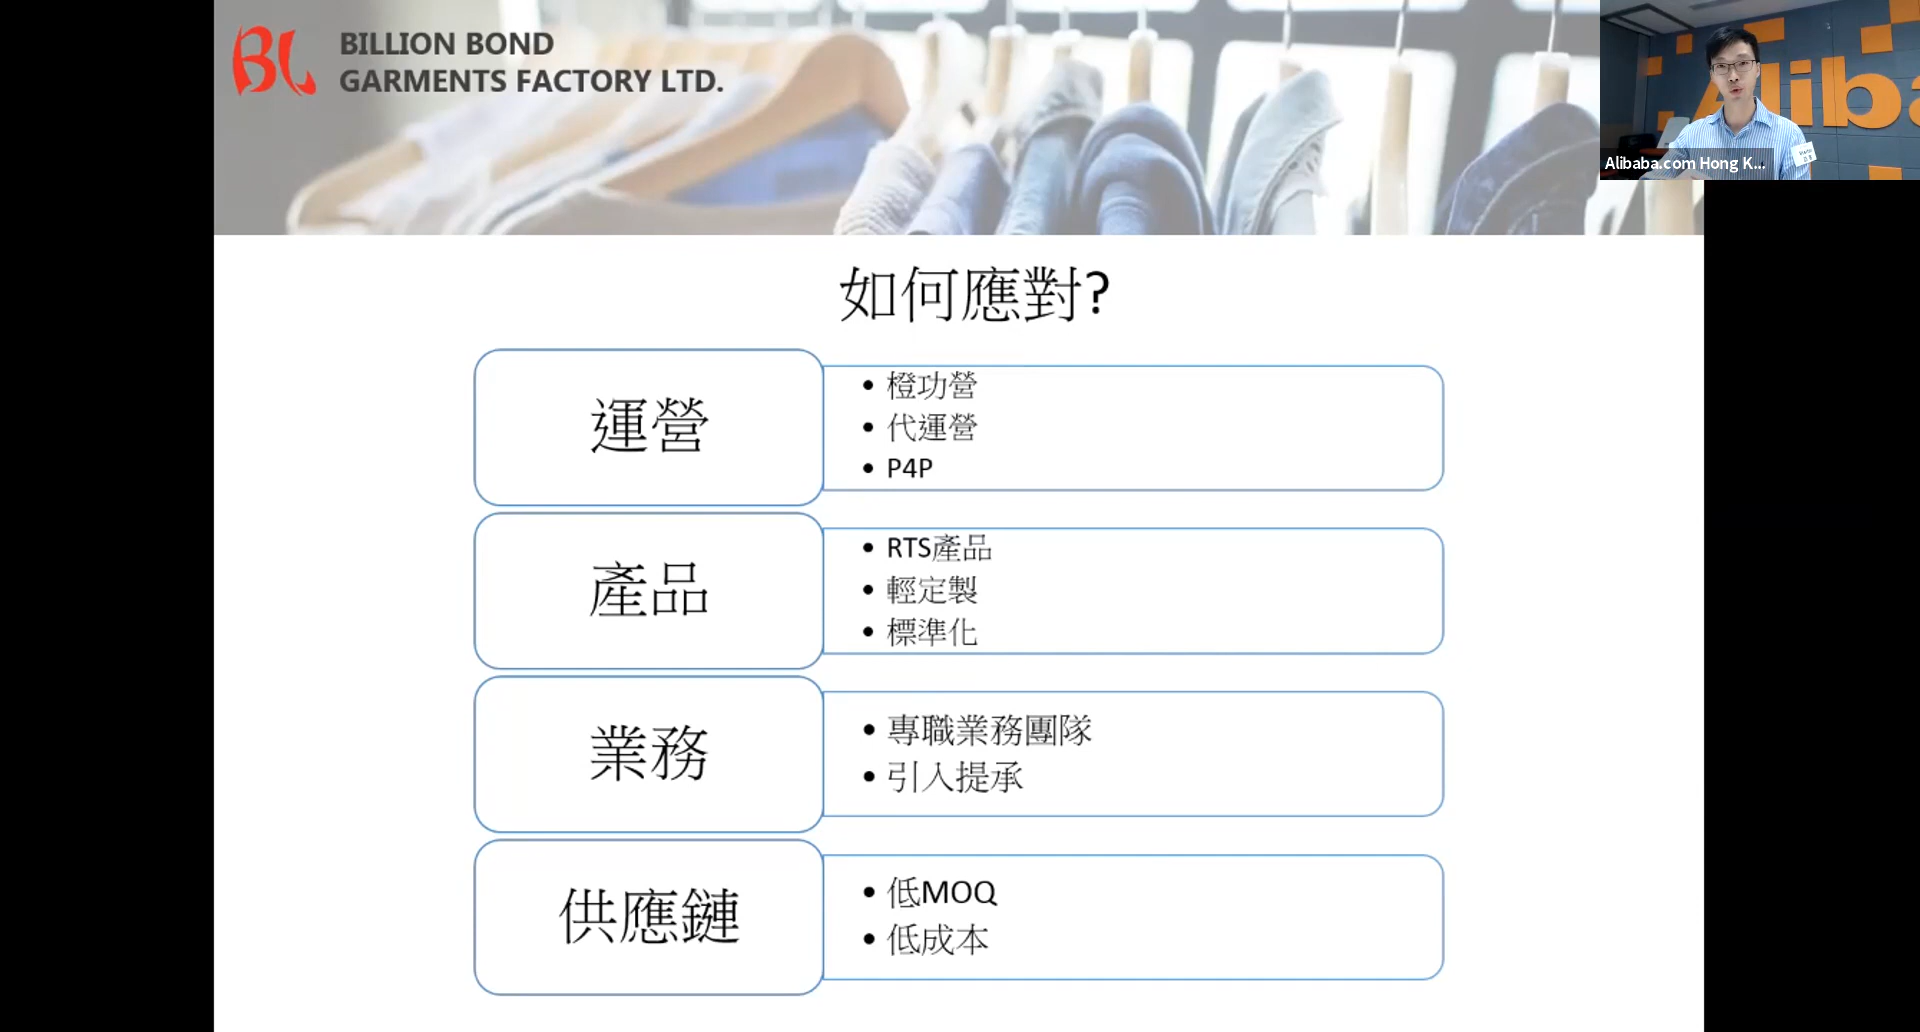 BILLION BOND
GARMENTS FACTORY LTD.
Aliba
Alibaba.com Hong K...
如何應對?
運營
• 橙功營
• 代運營
• P4P
產品
• RTS產品
• 輕定製
• 標準化
業務
• 專職業務團隊
• 引入提承
供應鏈
• 低MOQ
• 低成本